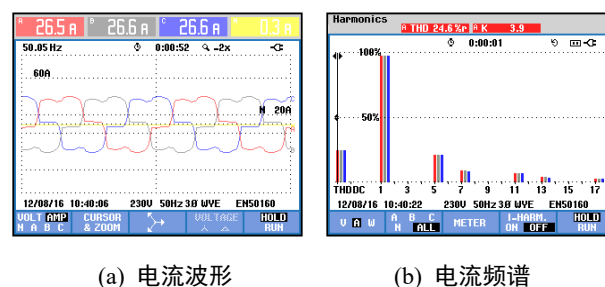 A 26.5 A B 26.6 A C 26.6 A N 0.3 A
50.05 Hz 0:00:52 -2x
60A
N 20A
12/08/16 10:40:06 230V 50Hz 3Ø WYE EN50160
VOLT AMP CURSOR VOLTAGE HOLD
N A B C & ZOOM RUN
(a) 电流波形
Harmonics
A THD 24.6 %r A K 3.9
0:00:01
100%
50%
THDDC 1 3 5 7 9 11 13 15 17
12/08/16 10:40:22 230V 50Hz 3Ø WYE EN50160
V A W A B C METER I-HARM. HOLD
N ALL ON OFF RUN
(b) 电流频谱